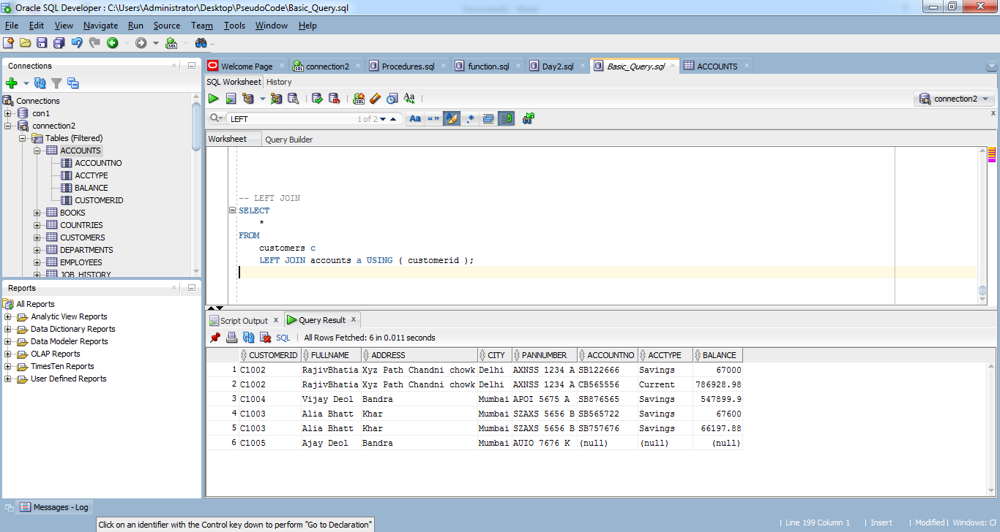 Oracle SQL Developer : C:\Users\Administrator\Desktop\PseudoCode\Basic_Query.sql
File Edit View Navigate Run Source Team Tools Window Help
Connections
Connections
con1
connection2
Tables (Filtered)
ACCOUNTS
ACCOUNTNO
ACCTYPE
BALANCE
CUSTOMERID
BOOKS
COUNTRIES
CUSTOMERS
DEPARTMENTS
EMPLOYEES
JOB_HISTORY
Reports
All Reports
Analytic View Reports
Data Dictionary Reports
Data Modeler Reports
OLAP Reports
TimesTen Reports
User Defined Reports
Welcome Page connection2 Procedures.sql function.sql Day2.sql Basic_Query.sql ACCOUNTS
SQL Worksheet History
connection2
LEFT 1 of 2
Worksheet Query Builder
-- LEFT JOIN
SELECT
*
FROM
customers c
LEFT JOIN accounts a USING ( customerid );
Script Output x Query Result x
SQL | All Rows Fetched: 6 in 0.011 seconds
CUSTOMERID FULLNAME ADDRESS CITY PANNUMBER ACCOUNTNO ACCTYPE BALANCE
1 C1002 RajivBhatia Xyz Path Chandni chowk Delhi AXNSS 1234 A SB122666 Savings 67000
2 C1002 RajivBhatia Xyz Path Chandni chowk Delhi AXNSS 1234 A CB565556 Current 786928.98
3 C1004 Vijay Deol Bandra Mumbai APOI 5675 A SB876565 Savings 547899.9
4 C1003 Alia Bhatt Khar Mumbai SZAXS 5656 B SB565722 Savings 67600
5 C1003 Alia Bhatt Khar Mumbai SZAXS 5656 B SB757676 Savings 66197.88
6 C1005 Ajay Deol Bandra Mumbai AUIO 7676 K (null) (null) (null)
Messages - Log
Click on an identifier with the Control key down to perform "Go to Declaration"
| Line 199 Column 1 | Insert | Modified | Windows: CF